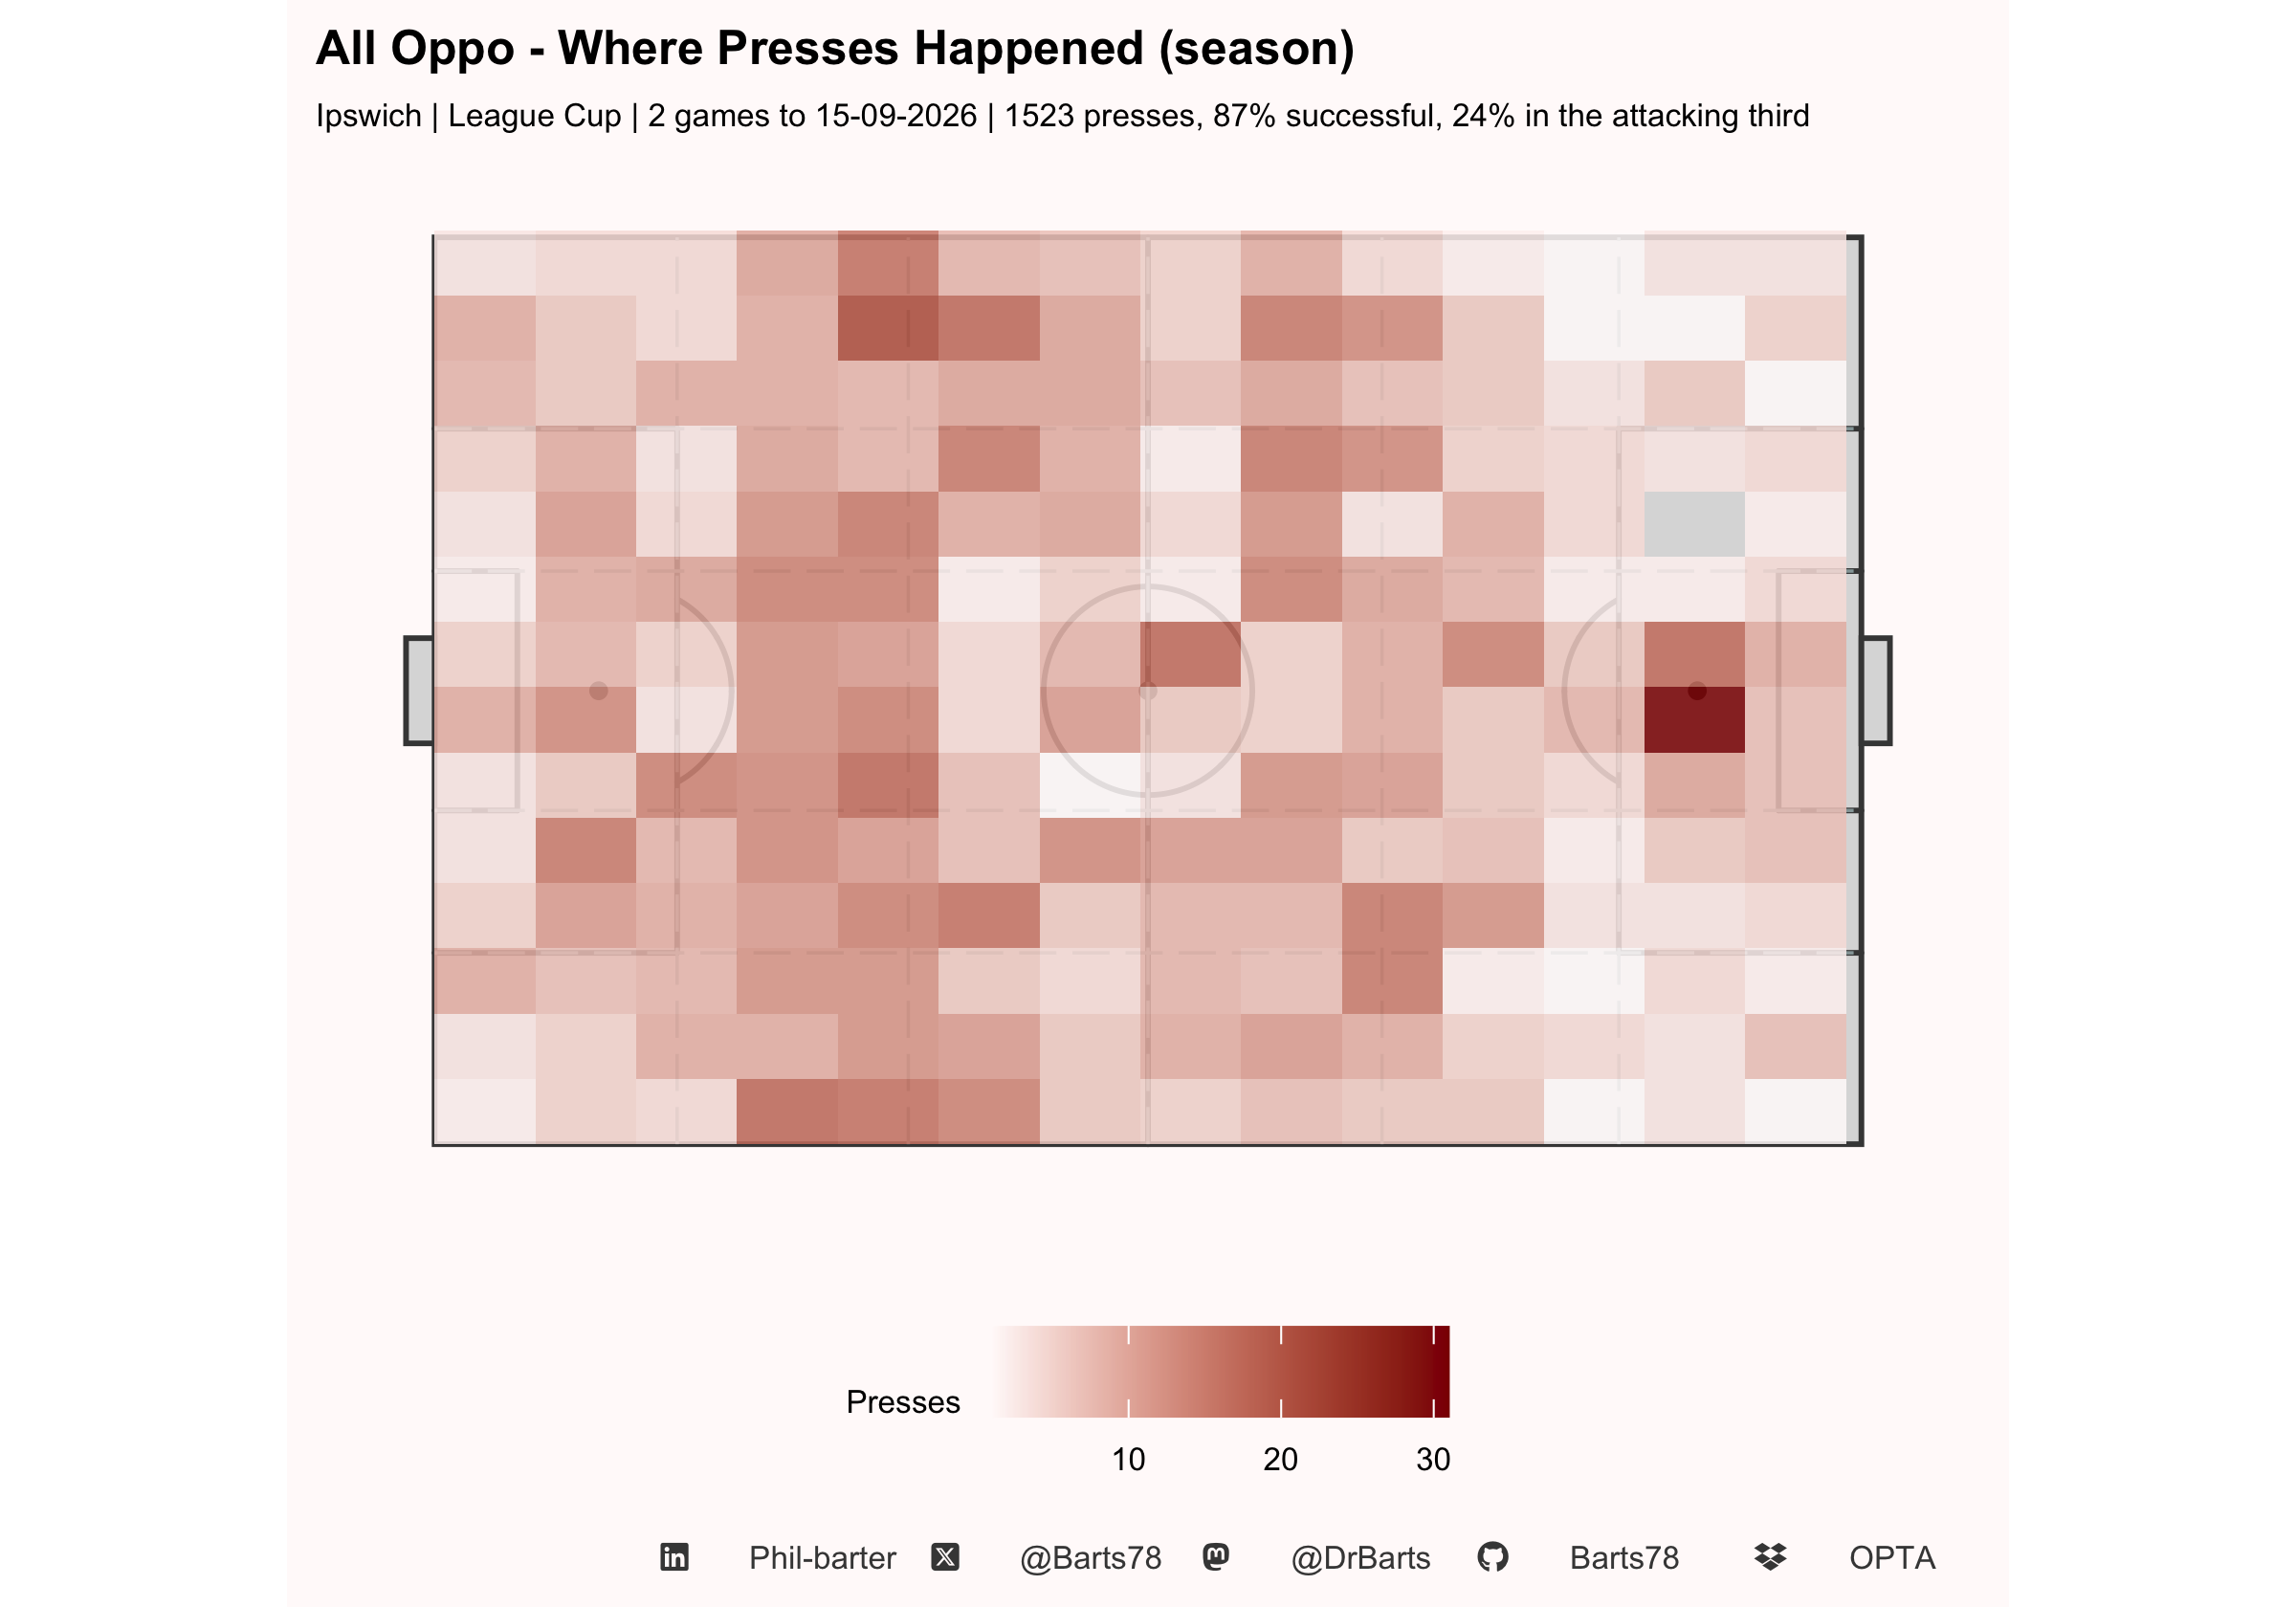 All Oppo - Where Presses Happened (season)
Ipswich | League Cup | 2 games to 15-09-2026 | 1523 presses, 87% successful, 24% in the attacking third
Presses
10 20 30
Phil-barter @Barts78 @DrBarts Barts78 OPTA